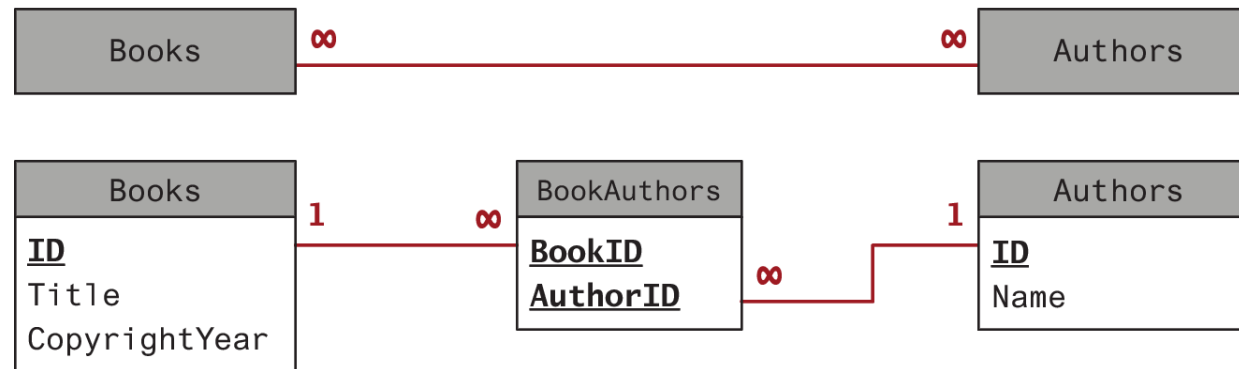 Books ∞ ∞ Authors
Books BookAuthors Authors
1 ∞ 1
ID BookID ID
Title AuthorID ∞ Name
CopyrightYear